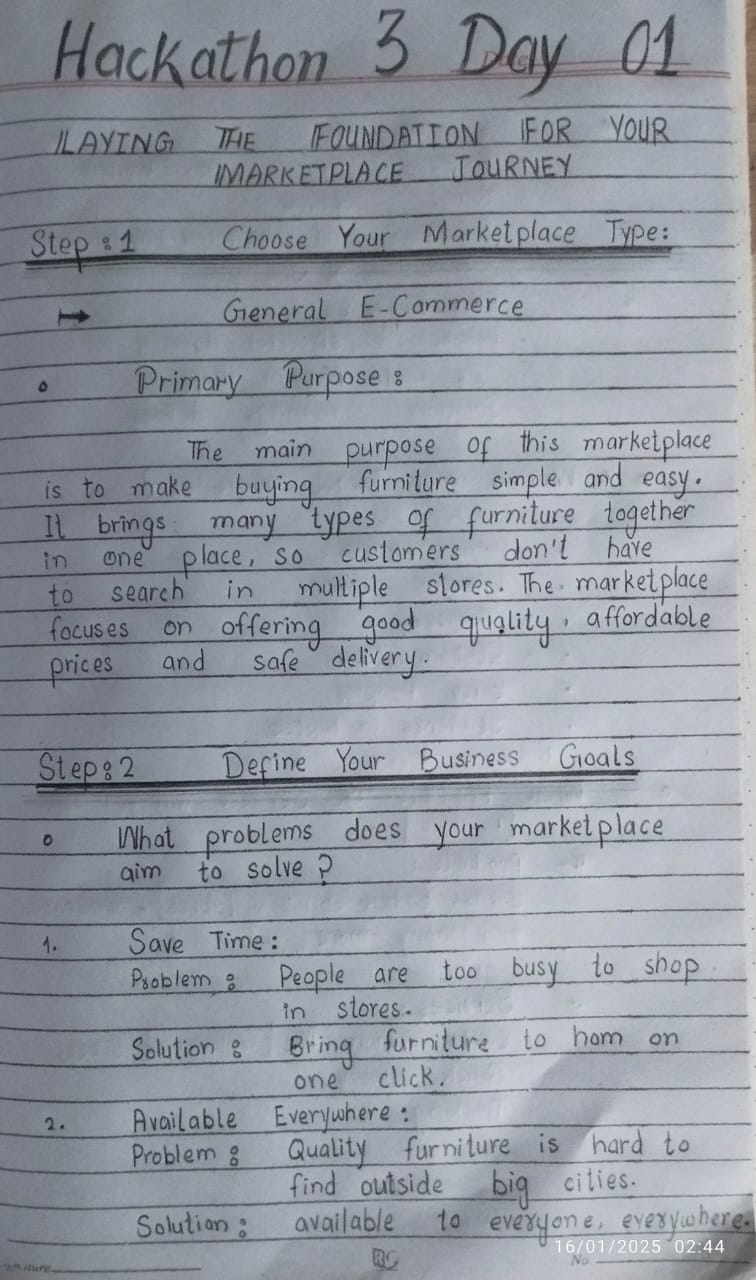 Hackathon 3 Day 01
LAYING THE FOUNDATION FOR YOUR
MARKETPLACE JOURNEY
Step:1 Choose Your Marketplace Type:
General E-Commerce
Primary Purpose:
The main purpose of this marketplace
is to make buying furniture simple and easy.
It brings many types of furniture together
in one place, so customers don't have
to search in multiple stores. The marketplace
focuses on offering good quality, affordable
prices and safe delivery.
Step:2 Define Your Business Goals
What problems does your marketplace
aim to solve?
1. Save Time:
Problem: People are too busy to shop
in stores.
Solution: Bring furniture to hom on
one click.
2. Available Everywhere:
Problem: Quality furniture is hard to
find outside big cities.
Solution: available to everyone, everywhere.
16/01/2025 02:44
No.